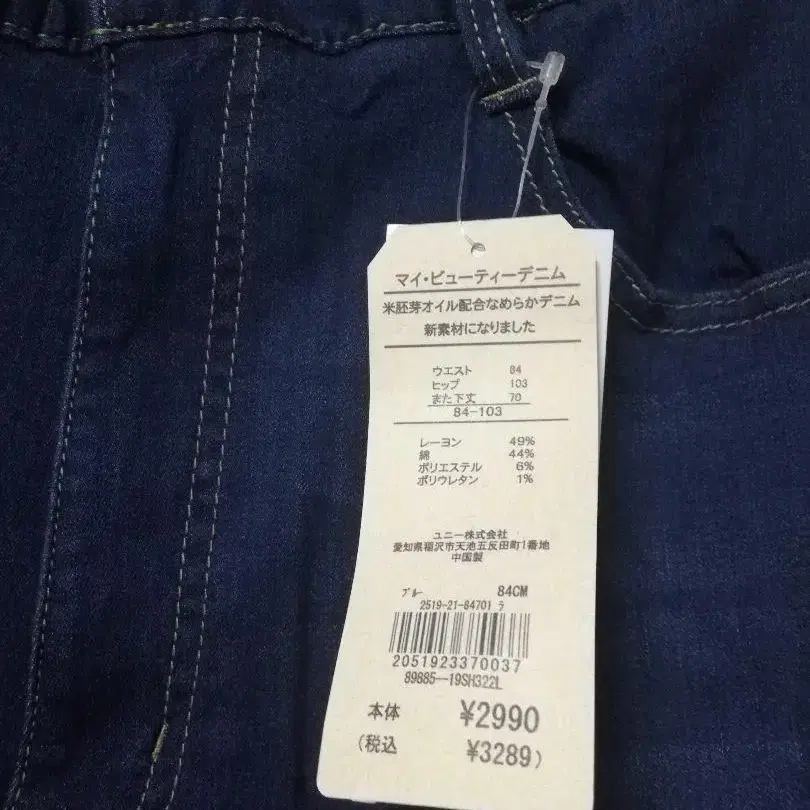 マイ・ビューティーデニム
米胚芽オイル配合なめらかデニム
新素材になりました
ウエスト 84
ヒップ 103
また下丈 70
84-103
レーヨン 49%
綿 44%
ポリエステル 6%
ポリウレタン 1%
ユニー株式会社
愛知県稲沢市天池五反田町1番地
中国製
ブルー 84CM
2519-21-84701 ラ
2051923370037
89885--19SH322L
本体 ¥2990
(税込 ¥3289)